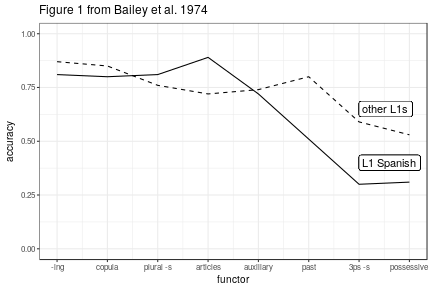 Figure 1 from Bailey et al. 1974
1.00
0.75
0.50
0.25
0.00
accuracy
other L1s
L1 Spanish
-ing copula plural -s articles auxiliary past 3ps -s possessive
functor